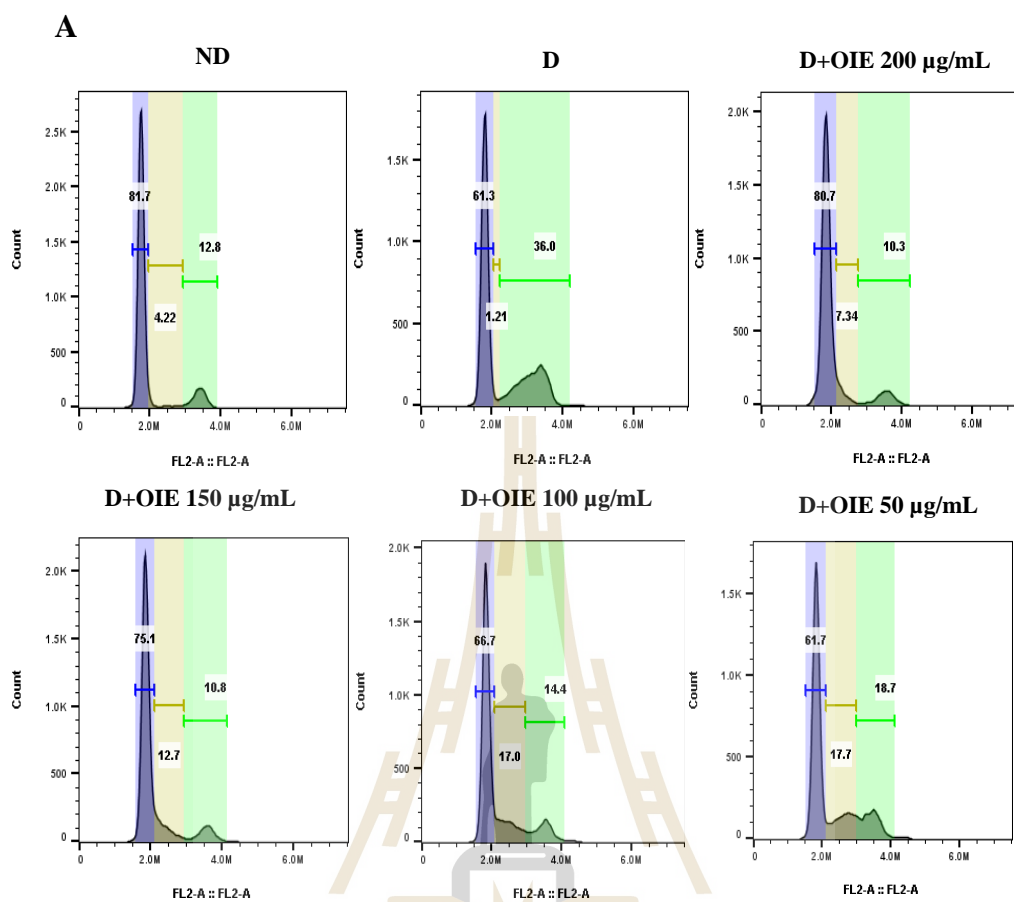 A
ND
D
D+OIE 200 µg/mL
2.5K
2.0K
1.5K
1.0K
500
0
Count
81.7
12.8
4.22
0
2.0M
4.0M
6.0M
FL2-A :: FL2-A
1.5K
1.0K
500
0
Count
61.3
36.0
1.21
0
2.0M
4.0M
6.0M
FL2-A :: FL2-A
2.0K
1.5K
1.0K
500
0
Count
80.7
10.3
7.34
0
2.0M
4.0M
6.0M
FL2-A :: FL2-A
D+OIE 150 µg/mL
D+OIE 100 µg/mL
D+OIE 50 µg/mL
2.0K
1.5K
1.0K
500
0
Count
75.1
10.8
12.7
0
2.0M
4.0M
6.0M
FL2-A :: FL2-A
2.0K
1.5K
1.0K
500
0
Count
66.7
14.4
17.0
0
2.0M
4.0M
6.0M
FL2-A :: FL2-A
1.5K
1.0K
500
0
Count
61.7
18.7
17.7
0
2.0M
4.0M
6.0M
FL2-A :: FL2-A